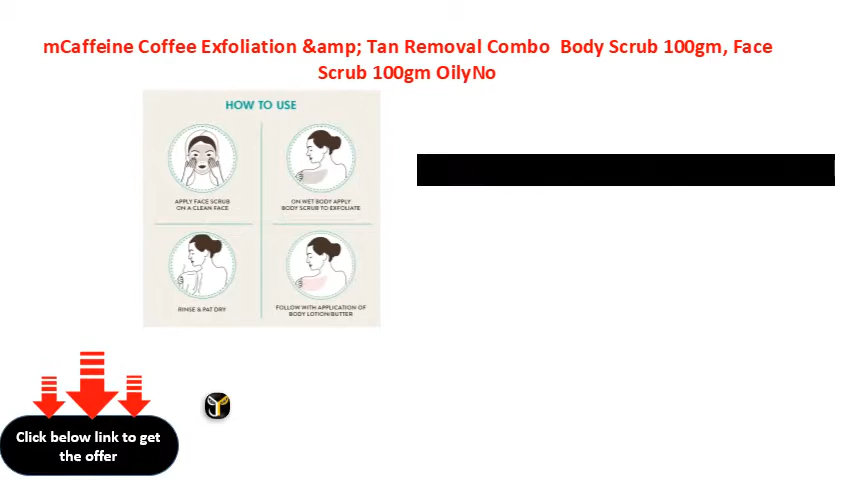 mCaffeine Coffee Exfoliation &amp; Tan Removal Combo  Body Scrub 100gm, Face
Scrub 100gm OilyNo
HOW TO USE
APPLY FACE SCRUB
ON A CLEAN FACE
ON WET BODY APPLY
BODY SCRUB TO EXFOLIATE
RINSE & PAT DRY
FOLLOW WITH APPLICATION OF
BODY LOTION/BUTTER
Click below link to get
the offer